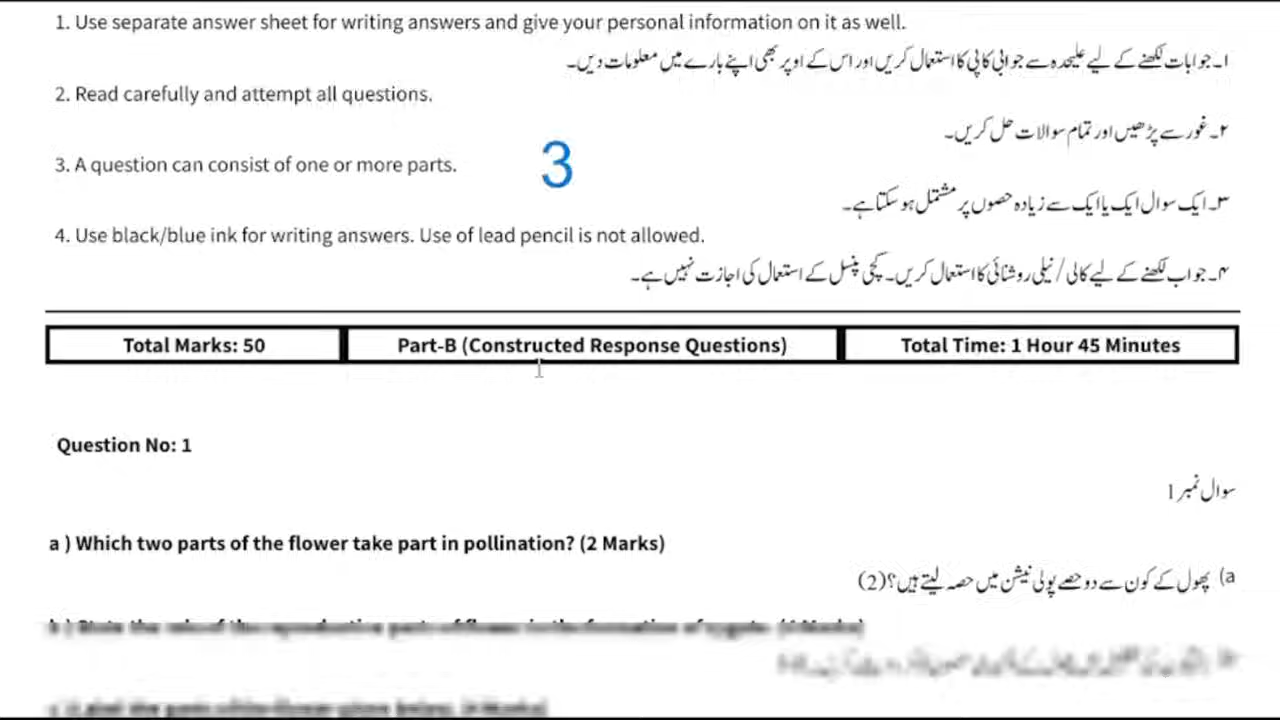 1. Use separate answer sheet for writing answers and give your personal information on it as well.
۱۔ جوابات لکھنے کے لیے علیحدہ سے جوابی کاپی کا استعمال کریں اور اس کے اوپر بھی اپنے بارے میں معلومات دیں۔
2. Read carefully and attempt all questions.
۲۔ غور سے پڑھیں اور تمام سوالات حل کریں۔
3. A question can consist of one or more parts.
3
۳۔ ایک سوال ایک یا ایک سے زیادہ حصوں پر مشتمل ہو سکتا ہے۔
4. Use black/blue ink for writing answers. Use of lead pencil is not allowed.
۴۔ جواب لکھنے کے لیے کالی / نیلی روشنائی کا استعمال کریں۔ کچی پنسل کے استعمال کی اجازت نہیں ہے۔
Total Marks: 50 Part-B (Constructed Response Questions) Total Time: 1 Hour 45 Minutes
Question No: 1
سوال نمبر 1
a ) Which two parts of the flower take part in pollination? (2 Marks)
a) پھول کے کون سے دو حصے پولی نیشن میں حصہ لیتے ہیں؟ (2)